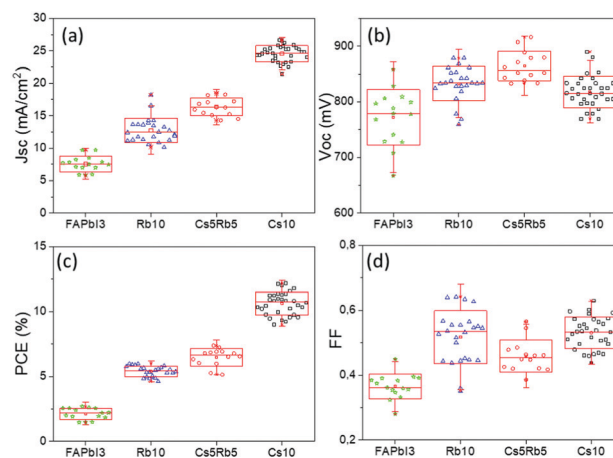 (a)
Jsc (mA/cm²)
30
25
20
15
10
5
0
FAPbI3 Rb10 Cs5Rb5 Cs10
(b)
Voc (mV)
900
800
700
600
FAPbI3 Rb10 Cs5Rb5 Cs10
(c)
PCE (%)
15
10
5
0
FAPbI3 Rb10 Cs5Rb5 Cs10
(d)
FF
0,8
0,6
0,4
0,2
FAPbI3 Rb10 Cs5Rb5 Cs10